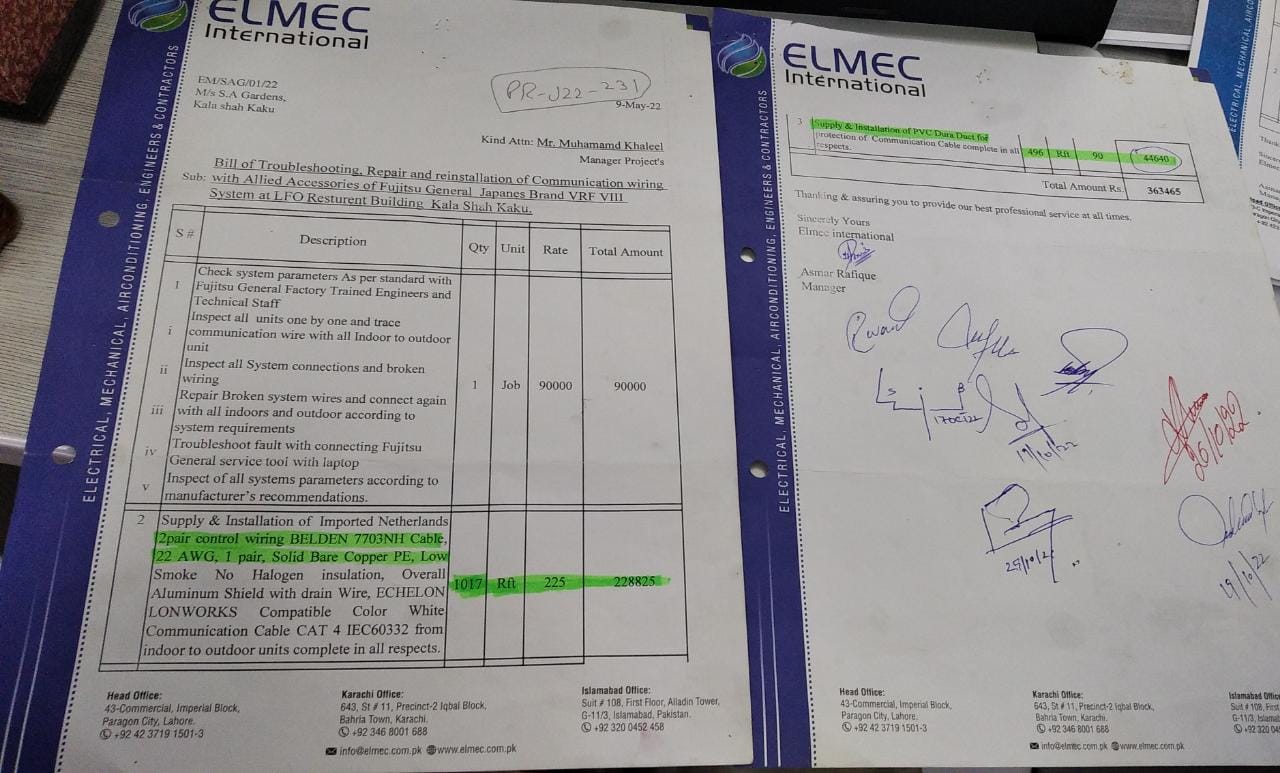 ELMEC
International
ELECTRICAL, MECHANICAL, AIRCONDITIONING, ENGINEERS & CONTRACTORS
EM/SAG/01/22
M/s S.A Gardens,
Kala shah Kaku
PR-J22-231
9-May-22
Kind Attn: Mr. Muhamamd Khaleel
Manager Project's
Bill of Troubleshooting, Repair and reinstallation of Communication wiring
Sub: with Allied Accessories of Fujitsu General Japanes Brand VRF VIII
System at LFO Resturent Building Kala Shah Kaku.
S # Description Qty Unit Rate Total Amount
1 Check system parameters As per standard with
Fujitsu General Factory Trained Engineers and
Technical Staff
i Inspect all units one by one and trace
communication wire with all Indoor to outdoor
unit
ii Inspect all System connections and broken
wiring
1 Job 90000 90000
iii Repair Broken system wires and connect again
with all indoors and outdoor according to
system requirements
iv Troubleshoot fault with connecting Fujitsu
General service tool with laptop
v Inspect of all systems parameters according to
manufacturer's recommendations.
2 Supply & Installation of Imported Netherlands
2pair control wiring BELDEN 7703NH Cable,
22 AWG, 1 pair, Solid Bare Copper PE, Low
Smoke No Halogen insulation, Overall
Aluminum Shield with drain Wire, ECHELON
LONWORKS Compatible Color White
Communication Cable CAT 4 IEC60332 from
indoor to outdoor units complete in all respects.
1017 Rft 225 228825
Head Office:
43-Commercial, Imperial Block,
Paragon City, Lahore.
+92 42 3719 1501-3
Karachi Office:
643, St # 11, Precinct-2 Iqbal Block,
Bahria Town, Karachi.
+92 346 8001 688
Islamabad Office:
Suit # 108, First Floor, Alladin Tower,
G-11/3, Islamabad, Pakistan.
+92 320 0452 458
info@elmec.com.pk www.elmec.com.pk
ELMEC
International
ELECTRICAL, MECHANICAL, AIRCONDITIONING, ENGINEERS & CONTRACTORS
3 Supply & Installation of PVC Dura Duct for
protection of Communication Cable complete in all
respects.
496 Rft 90 44640
Total Amount Rs. 363465
Thanking & assuring you to provide our best professional service at all times.
Sincerely Yours
Elmec international
Asmar Rafique
Manager
17Oct22
19/10/22
26/10/22
19/10/22
Head Office:
43-Commercial, Imperial Block,
Paragon City, Lahore.
+92 42 3719 1501-3
Karachi Office:
643, St # 11, Precinct-2 Iqbal Block,
Bahria Town, Karachi.
+92 346 8001 688
Islamabad Office
Suit # 108, First
G-11/3, Islamab
+92 320 045
info@elmec.com.pk www.elmec.com.pk
ELECTRICAL, MECHANICAL, AIRCO